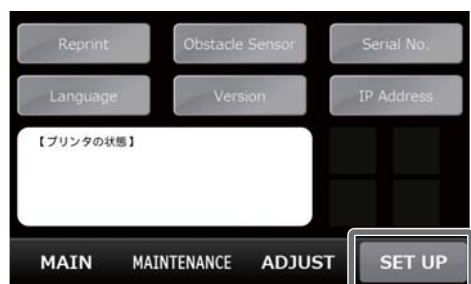 Reprint Obstacle Sensor Serial No.
Language Version IP Address
【プリンタの状態】
MAIN MAINTENANCE ADJUST SET UP